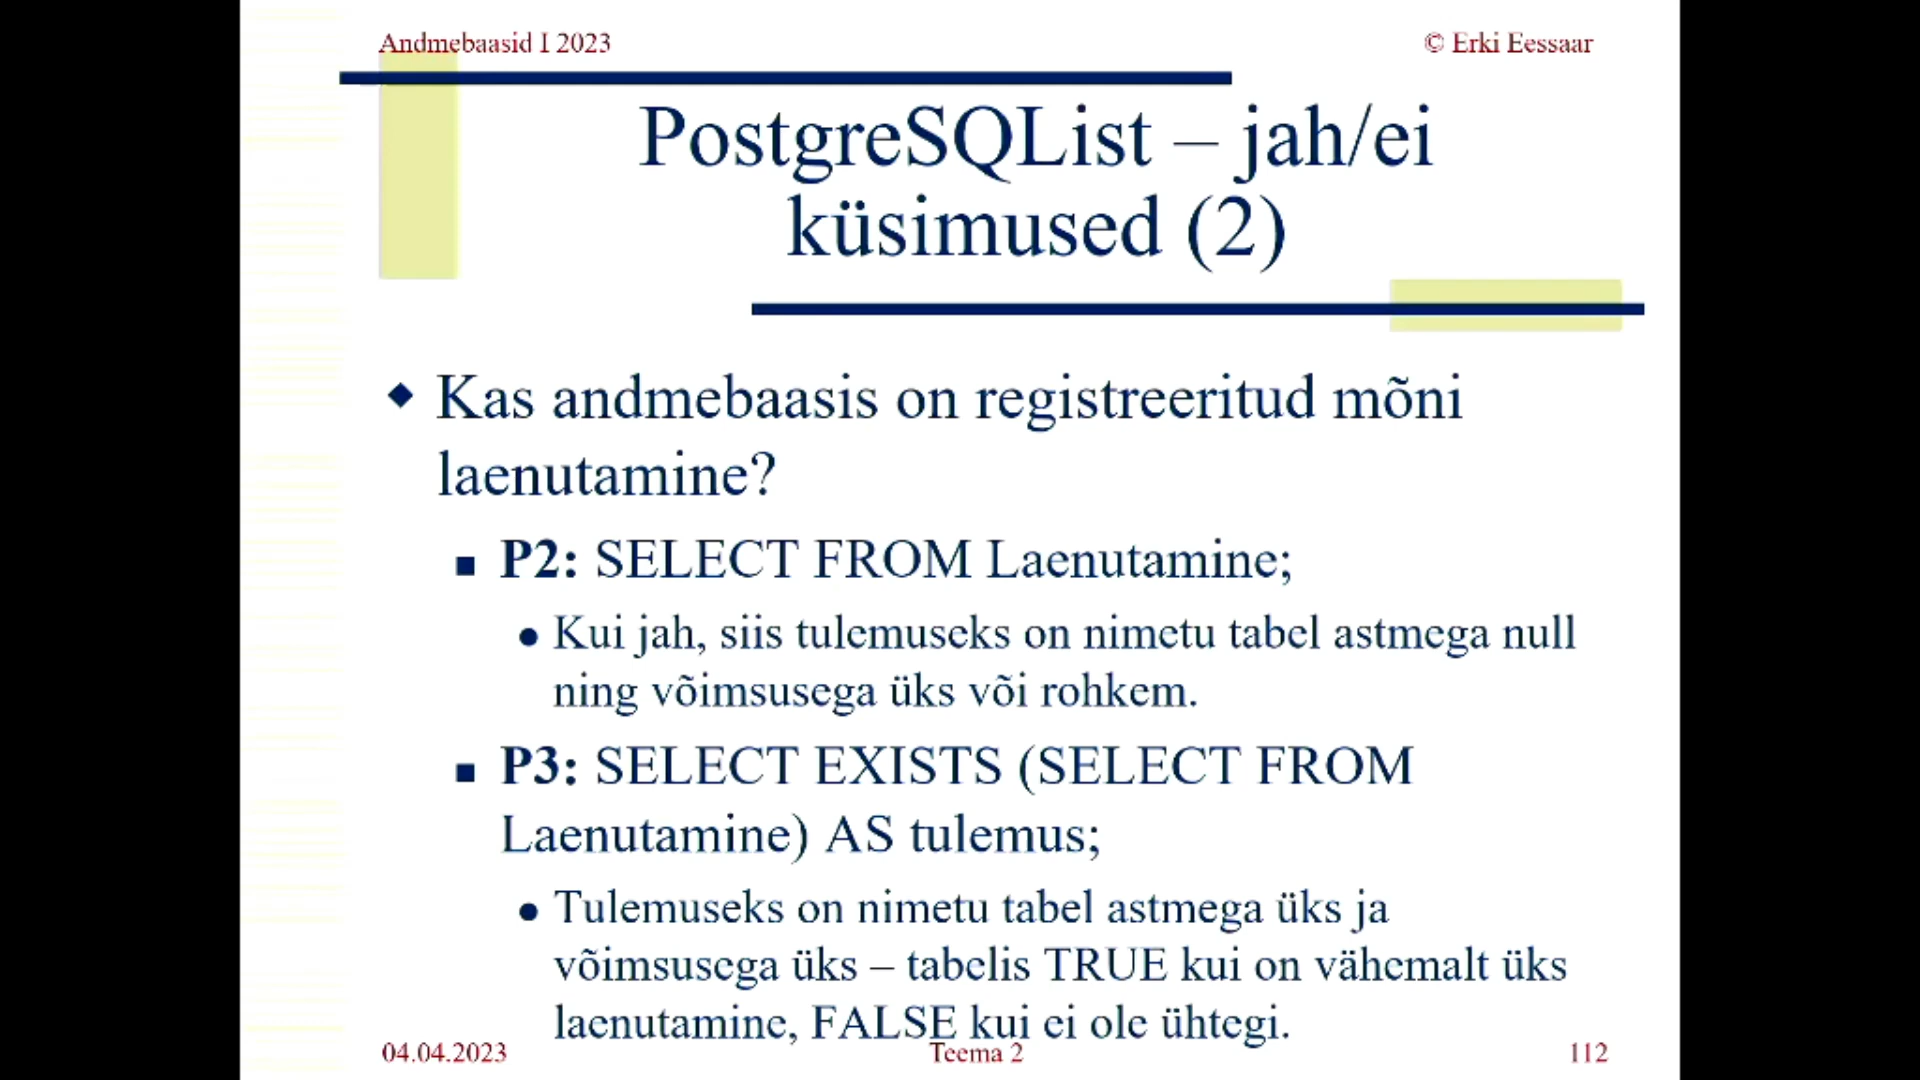 Andmebaasid I 2023
© Erki Eessaar
PostgreSQList – jah/ei
küsimused (2)
Kas andmebaasis on registreeritud mõni
laenutamine?
P2: SELECT FROM Laenutamine;
Kui jah, siis tulemuseks on nimetu tabel astmega null
ning võimsusega üks või rohkem.
P3: SELECT EXISTS (SELECT FROM
Laenutamine) AS tulemus;
Tulemuseks on nimetu tabel astmega üks ja
võimsusega üks – tabelis TRUE kui on vähemalt üks
laenutamine, FALSE kui ei ole ühtegi.
04.04.2023
Teema 2
112